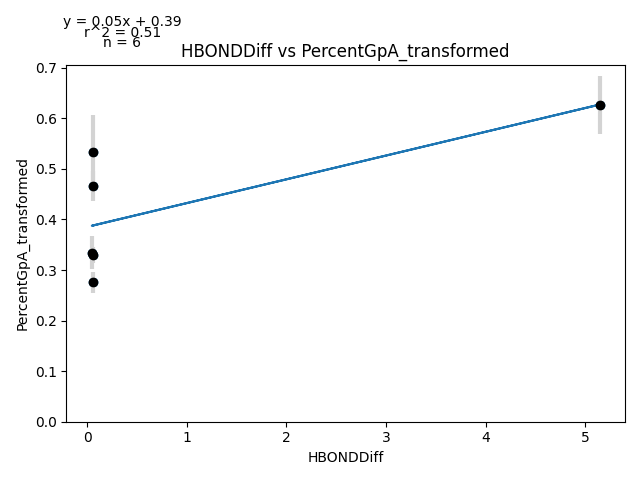 y = 0.05x + 0.39
r^2 = 0.51
n = 6
HBONDDiff vs PercentGpA_transformed
0.7
0.6
0.5
0.4
0.3
0.2
0.1
0.0
PercentGpA_transformed
0 1 2 3 4 5
HBONDDiff